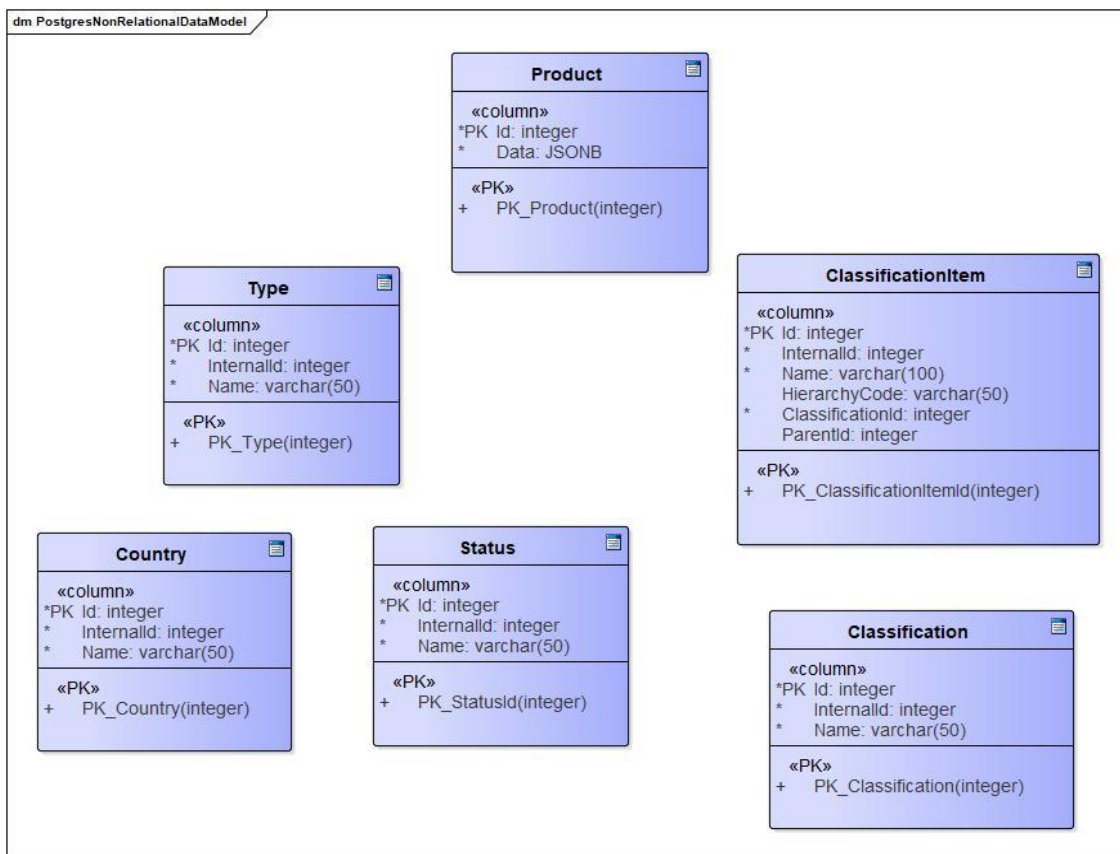 dm PostgresNonRelationalDataModel
Product
«column»
*PK Id: integer
* Data: JSONB
«PK»
+ PK_Product(integer)
Type
«column»
*PK Id: integer
* InternalId: integer
* Name: varchar(50)
«PK»
+ PK_Type(integer)
ClassificationItem
«column»
*PK Id: integer
* InternalId: integer
* Name: varchar(100)
HierarchyCode: varchar(50)
* ClassificationId: integer
ParentId: integer
«PK»
+ PK_ClassificationItemId(integer)
Country
«column»
*PK Id: integer
* InternalId: integer
* Name: varchar(50)
«PK»
+ PK_Country(integer)
Status
«column»
*PK Id: integer
* InternalId: integer
* Name: varchar(50)
«PK»
+ PK_StatusId(integer)
Classification
«column»
*PK Id: integer
* InternalId: integer
* Name: varchar(50)
«PK»
+ PK_Classification(integer)